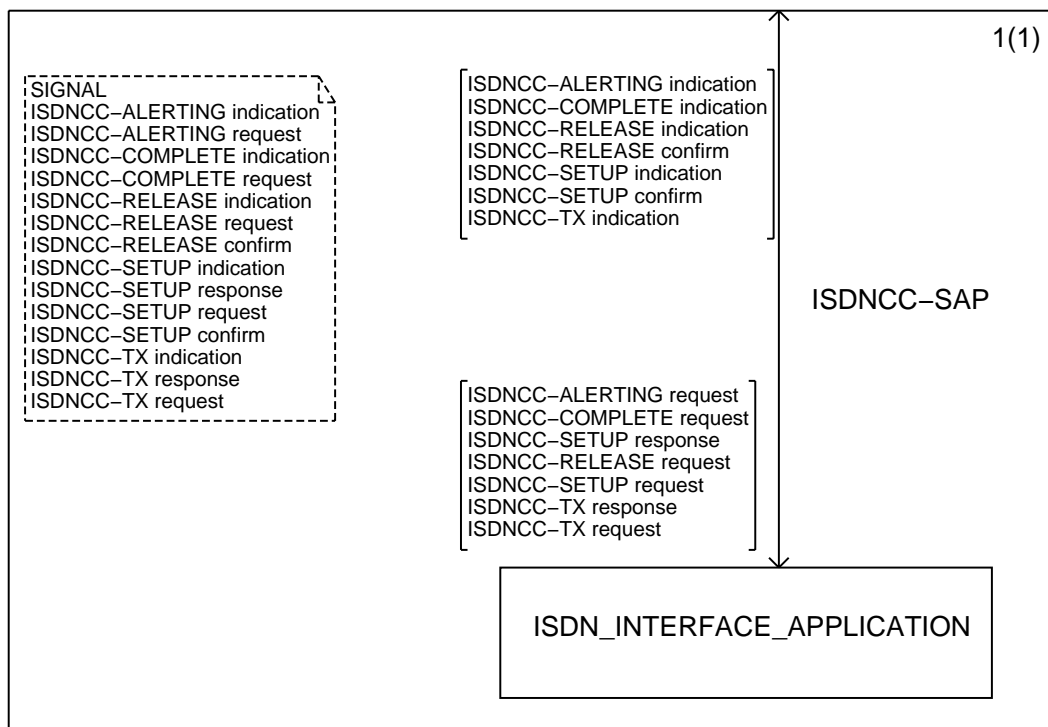 1(1)
SIGNAL
ISDNCC−ALERTING indication
ISDNCC−ALERTING request
ISDNCC−COMPLETE indication
ISDNCC−COMPLETE request
ISDNCC−RELEASE indication
ISDNCC−RELEASE request
ISDNCC−RELEASE confirm
ISDNCC−SETUP indication
ISDNCC−SETUP response
ISDNCC−SETUP request
ISDNCC−SETUP confirm
ISDNCC−TX indication
ISDNCC−TX response
ISDNCC−TX request
ISDNCC−ALERTING indication
ISDNCC−COMPLETE indication
ISDNCC−RELEASE indication
ISDNCC−RELEASE confirm
ISDNCC−SETUP indication
ISDNCC−SETUP confirm
ISDNCC−TX indication
ISDNCC−SAP
ISDNCC−ALERTING request
ISDNCC−COMPLETE request
ISDNCC−SETUP response
ISDNCC−RELEASE request
ISDNCC−SETUP request
ISDNCC−TX response
ISDNCC−TX request
ISDN_INTERFACE_APPLICATION